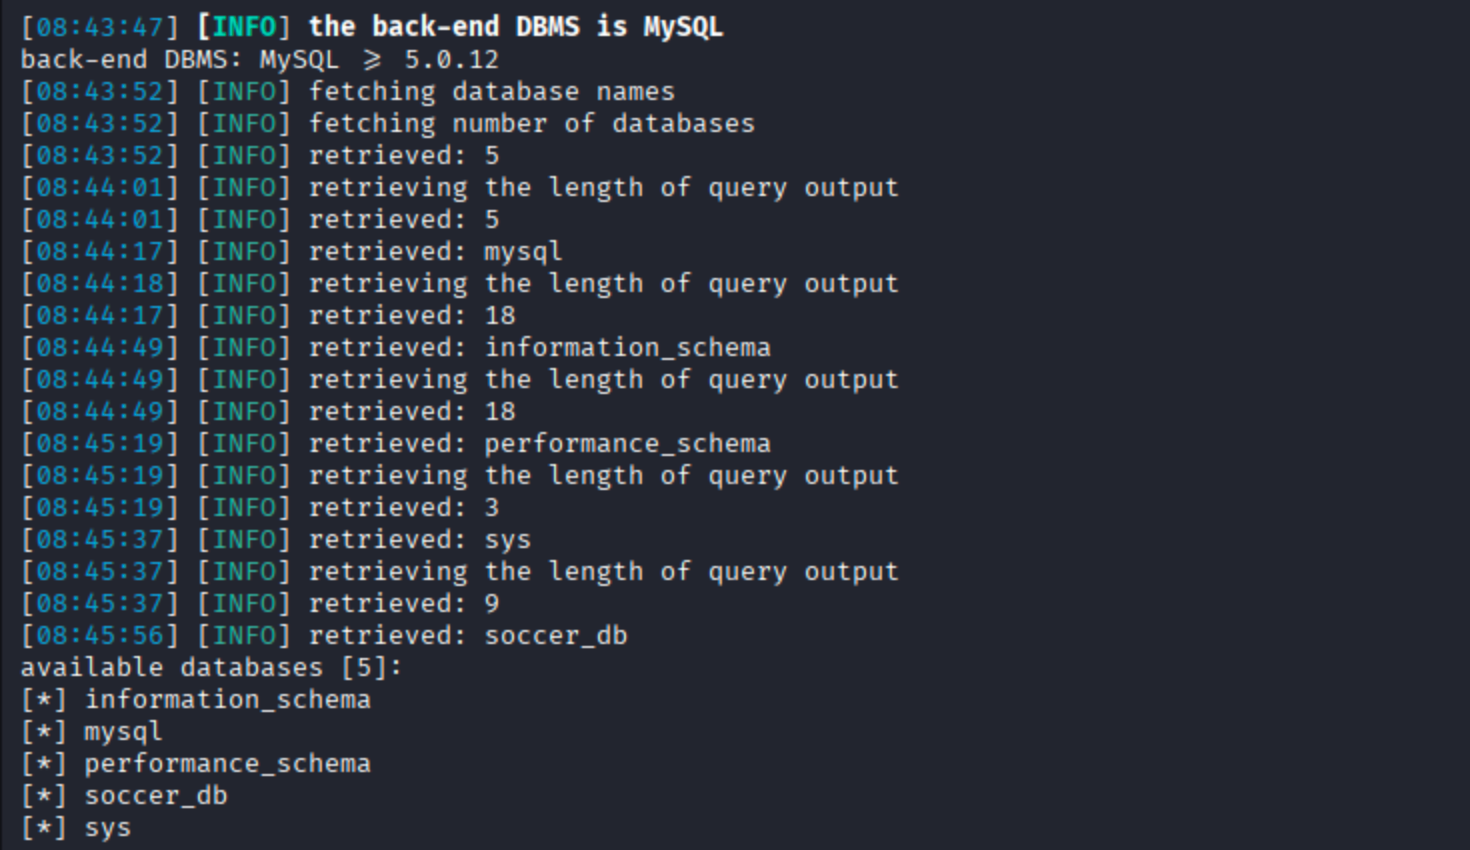 [08:43:47] [INFO] the back-end DBMS is MySQL
back-end DBMS: MySQL ⩾ 5.0.12
[08:43:52] [INFO] fetching database names
[08:43:52] [INFO] fetching number of databases
[08:43:52] [INFO] retrieved: 5
[08:44:01] [INFO] retrieving the length of query output
[08:44:01] [INFO] retrieved: 5
[08:44:17] [INFO] retrieved: mysql
[08:44:18] [INFO] retrieving the length of query output
[08:44:17] [INFO] retrieved: 18
[08:44:49] [INFO] retrieved: information_schema
[08:44:49] [INFO] retrieving the length of query output
[08:44:49] [INFO] retrieved: 18
[08:45:19] [INFO] retrieved: performance_schema
[08:45:19] [INFO] retrieving the length of query output
[08:45:19] [INFO] retrieved: 3
[08:45:37] [INFO] retrieved: sys
[08:45:37] [INFO] retrieving the length of query output
[08:45:37] [INFO] retrieved: 9
[08:45:56] [INFO] retrieved: soccer_db
available databases [5]:
[*] information_schema
[*] mysql
[*] performance_schema
[*] soccer_db
[*] sys